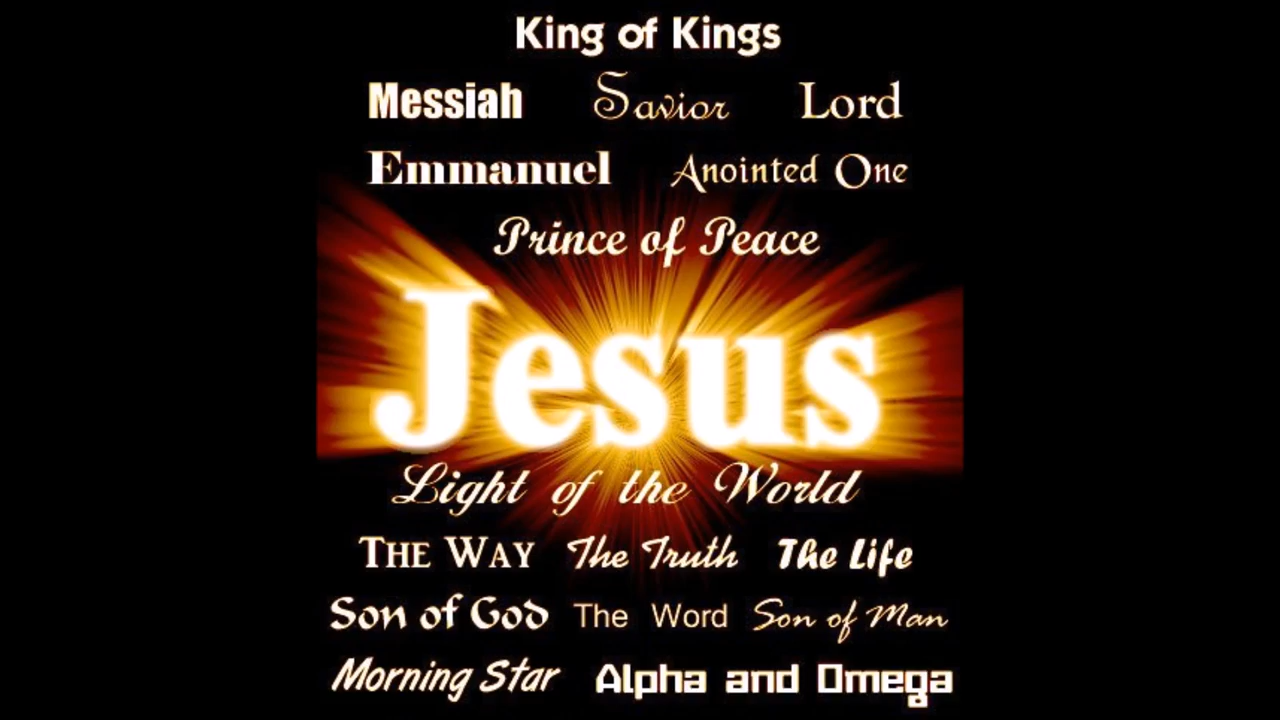 King of Kings
Messiah Savior Lord
Emmanuel Anointed One
Prince of Peace
Jesus
Light of the World
The Way The Truth The Life
Son of God The Word Son of Man
Morning Star Alpha and Omega